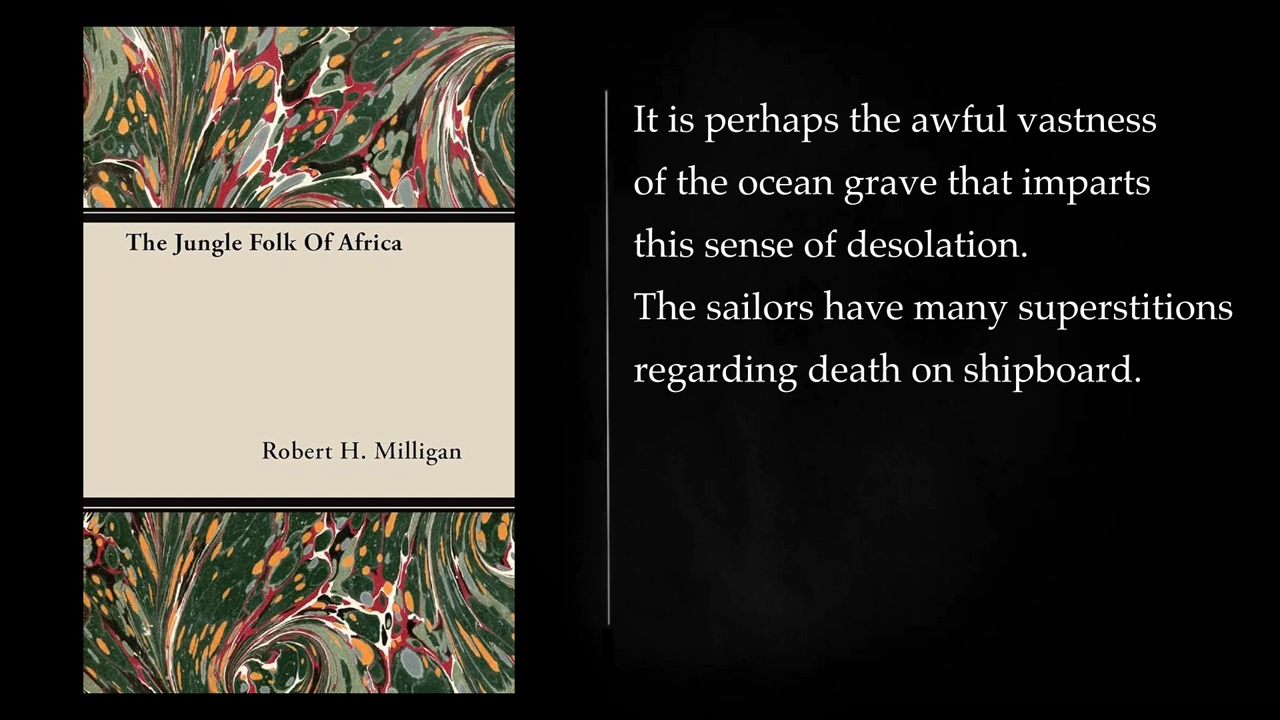 The Jungle Folk Of Africa
Robert H. Milligan
It is perhaps the awful vastness
of the ocean grave that imparts
this sense of desolation.
The sailors have many superstitions
regarding death on shipboard.